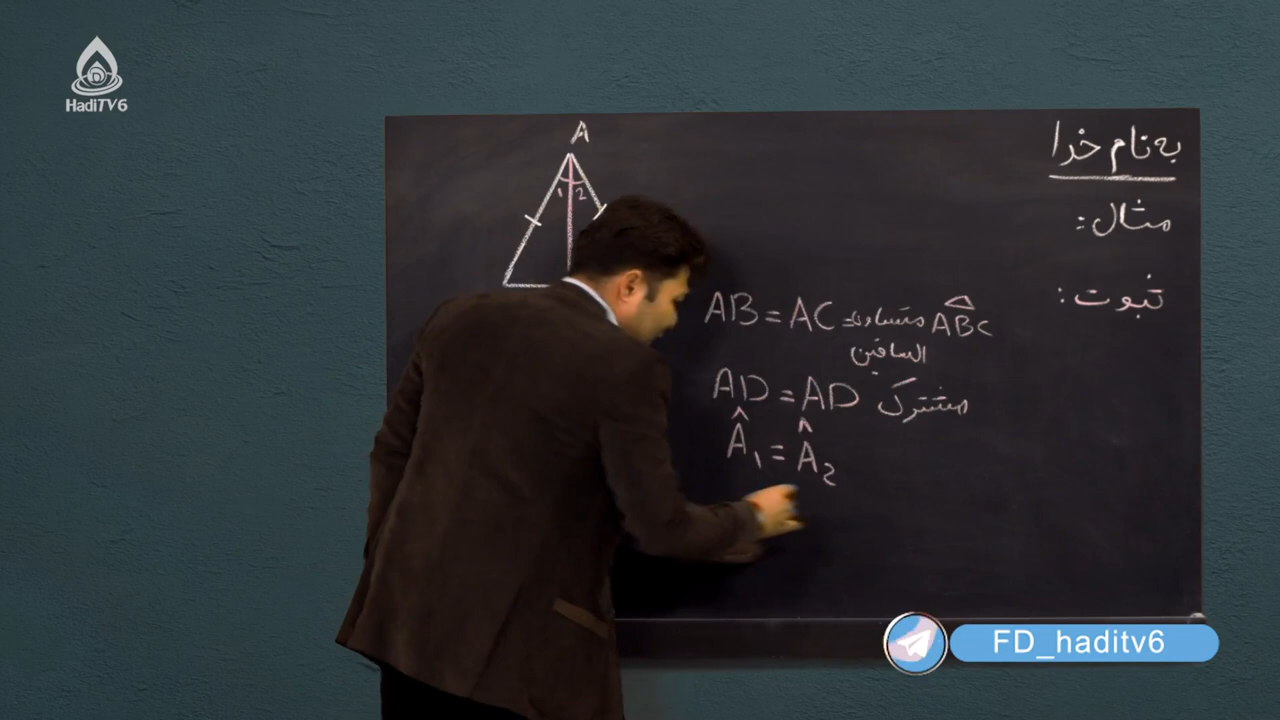 HadiTV6
به نام خدا
مثال:
ثبوت:
A
1 2
AB = AC متساوی ABC
الساقین
AD = AD مشترک
Â₁ = Â₂
FD_haditv6